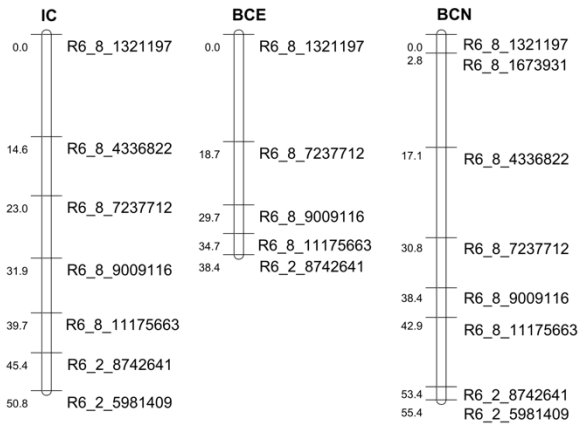 IC
0.0 R6_8_1321197
14.6 R6_8_4336822
23.0 R6_8_7237712
31.9 R6_8_9009116
39.7 R6_8_11175663
45.4 R6_2_8742641
50.8 R6_2_5981409
BCE
0.0 R6_8_1321197
18.7 R6_8_7237712
29.7 R6_8_9009116
34.7 R6_8_11175663
38.4 R6_2_8742641
BCN
0.0 R6_8_1321197
2.8 R6_8_1673931
17.1 R6_8_4336822
30.8 R6_8_7237712
38.4 R6_8_9009116
42.9 R6_8_11175663
53.4 R6_2_8742641
55.4 R6_2_5981409